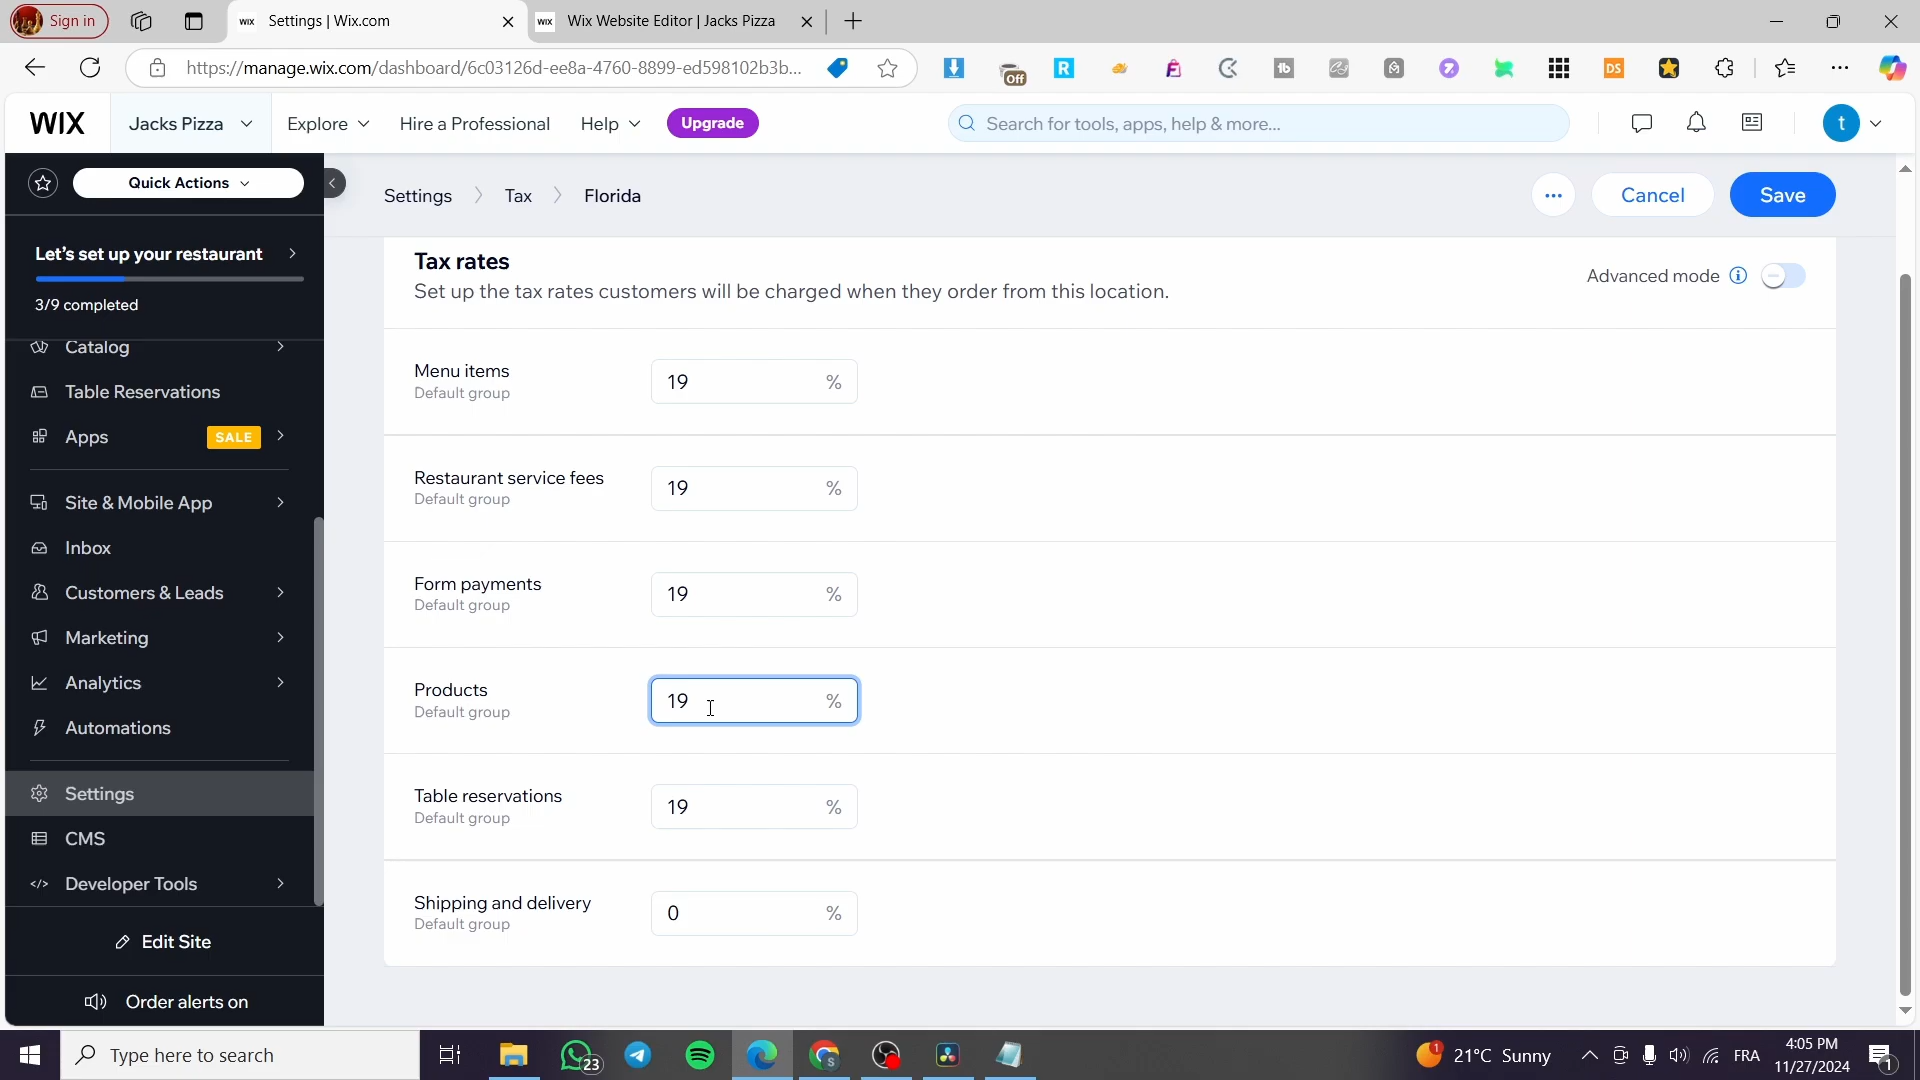 Sign in
WIX Settings | Wix.com
WIX Wix Website Editor | Jacks Pizza
https://manage.wix.com/dashboard/6c03126d-ee8a-4760-8899-ed598102b3b...
Off
R
tb
DS
WIX
Jacks Pizza
Explore
Hire a Professional
Help
Upgrade
Search for tools, apps, help & more...
t
Quick Actions
Let's set up your restaurant
3/9 completed
Catalog
Table Reservations
Apps SALE
Site & Mobile App
Inbox
Customers & Leads
Marketing
Analytics
Automations
Settings
CMS
Developer Tools
Edit Site
Order alerts on
Settings Tax Florida
Cancel
Save
Tax rates
Set up the tax rates customers will be charged when they order from this location.
Advanced mode
Menu items
Default group
19 %
Restaurant service fees
Default group
19 %
Form payments
Default group
19 %
Products
Default group
19 %
Table reservations
Default group
19 %
Shipping and delivery
Default group
0 %
Type here to search
23
S
1
21°C Sunny
FRA
4:05 PM
11/27/2024
1